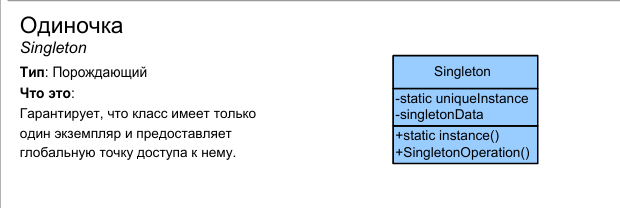 Одиночка
Singleton
Тип: Порождающий
Что это:
Гарантирует, что класс имеет только
один экземпляр и предоставляет
глобальную точку доступа к нему.
Singleton
-static uniqueInstance
-singletonData
+static instance()
+SingletonOperation()